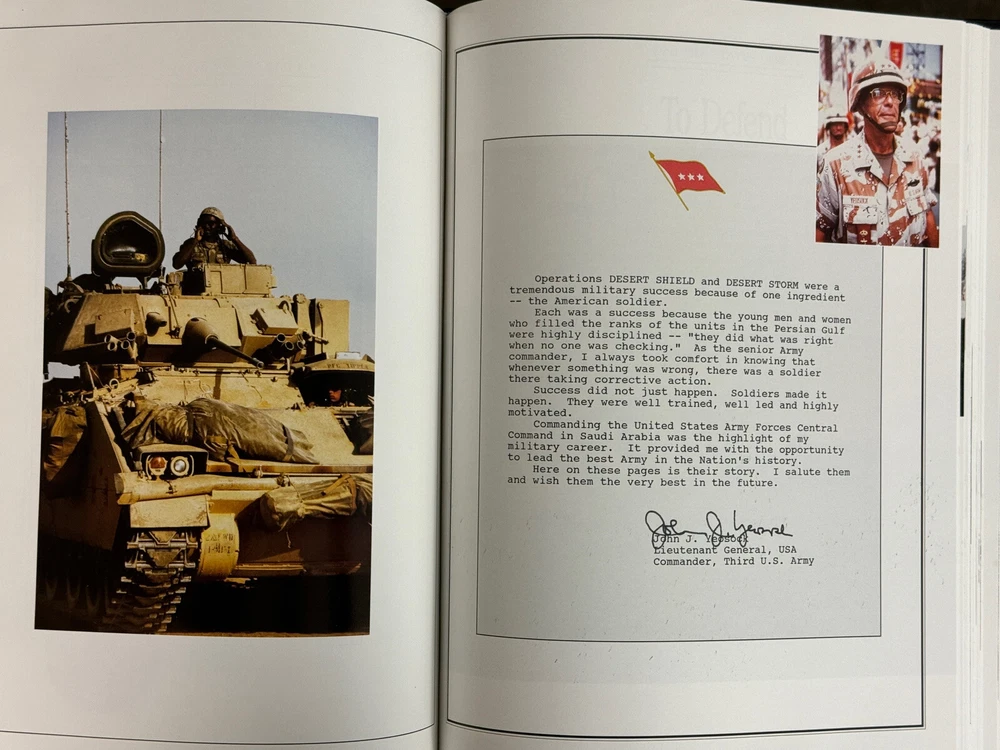 To Defend
YEOSOCK
Operations DESERT SHIELD and DESERT STORM were a
tremendous military success because of one ingredient
-- the American soldier.
Each was a success because the young men and women
who filled the ranks of the units in the Persian Gulf
were highly disciplined -- "they did what was right
when no one was checking." As the senior Army
commander, I always took comfort in knowing that
whenever something was wrong, there was a soldier
there taking corrective action.
Success did not just happen. Soldiers made it
happen. They were well trained, well led and highly
motivated.
Commanding the United States Army Forces Central
Command in Saudi Arabia was the highlight of my
military career. It provided me with the opportunity
to lead the best Army in the Nation's history.
Here on these pages is their story. I salute them
and wish them the very best in the future.
John J. Yeosock
John J. Yeosock
Lieutenant General, USA
Commander, Third U.S. Army